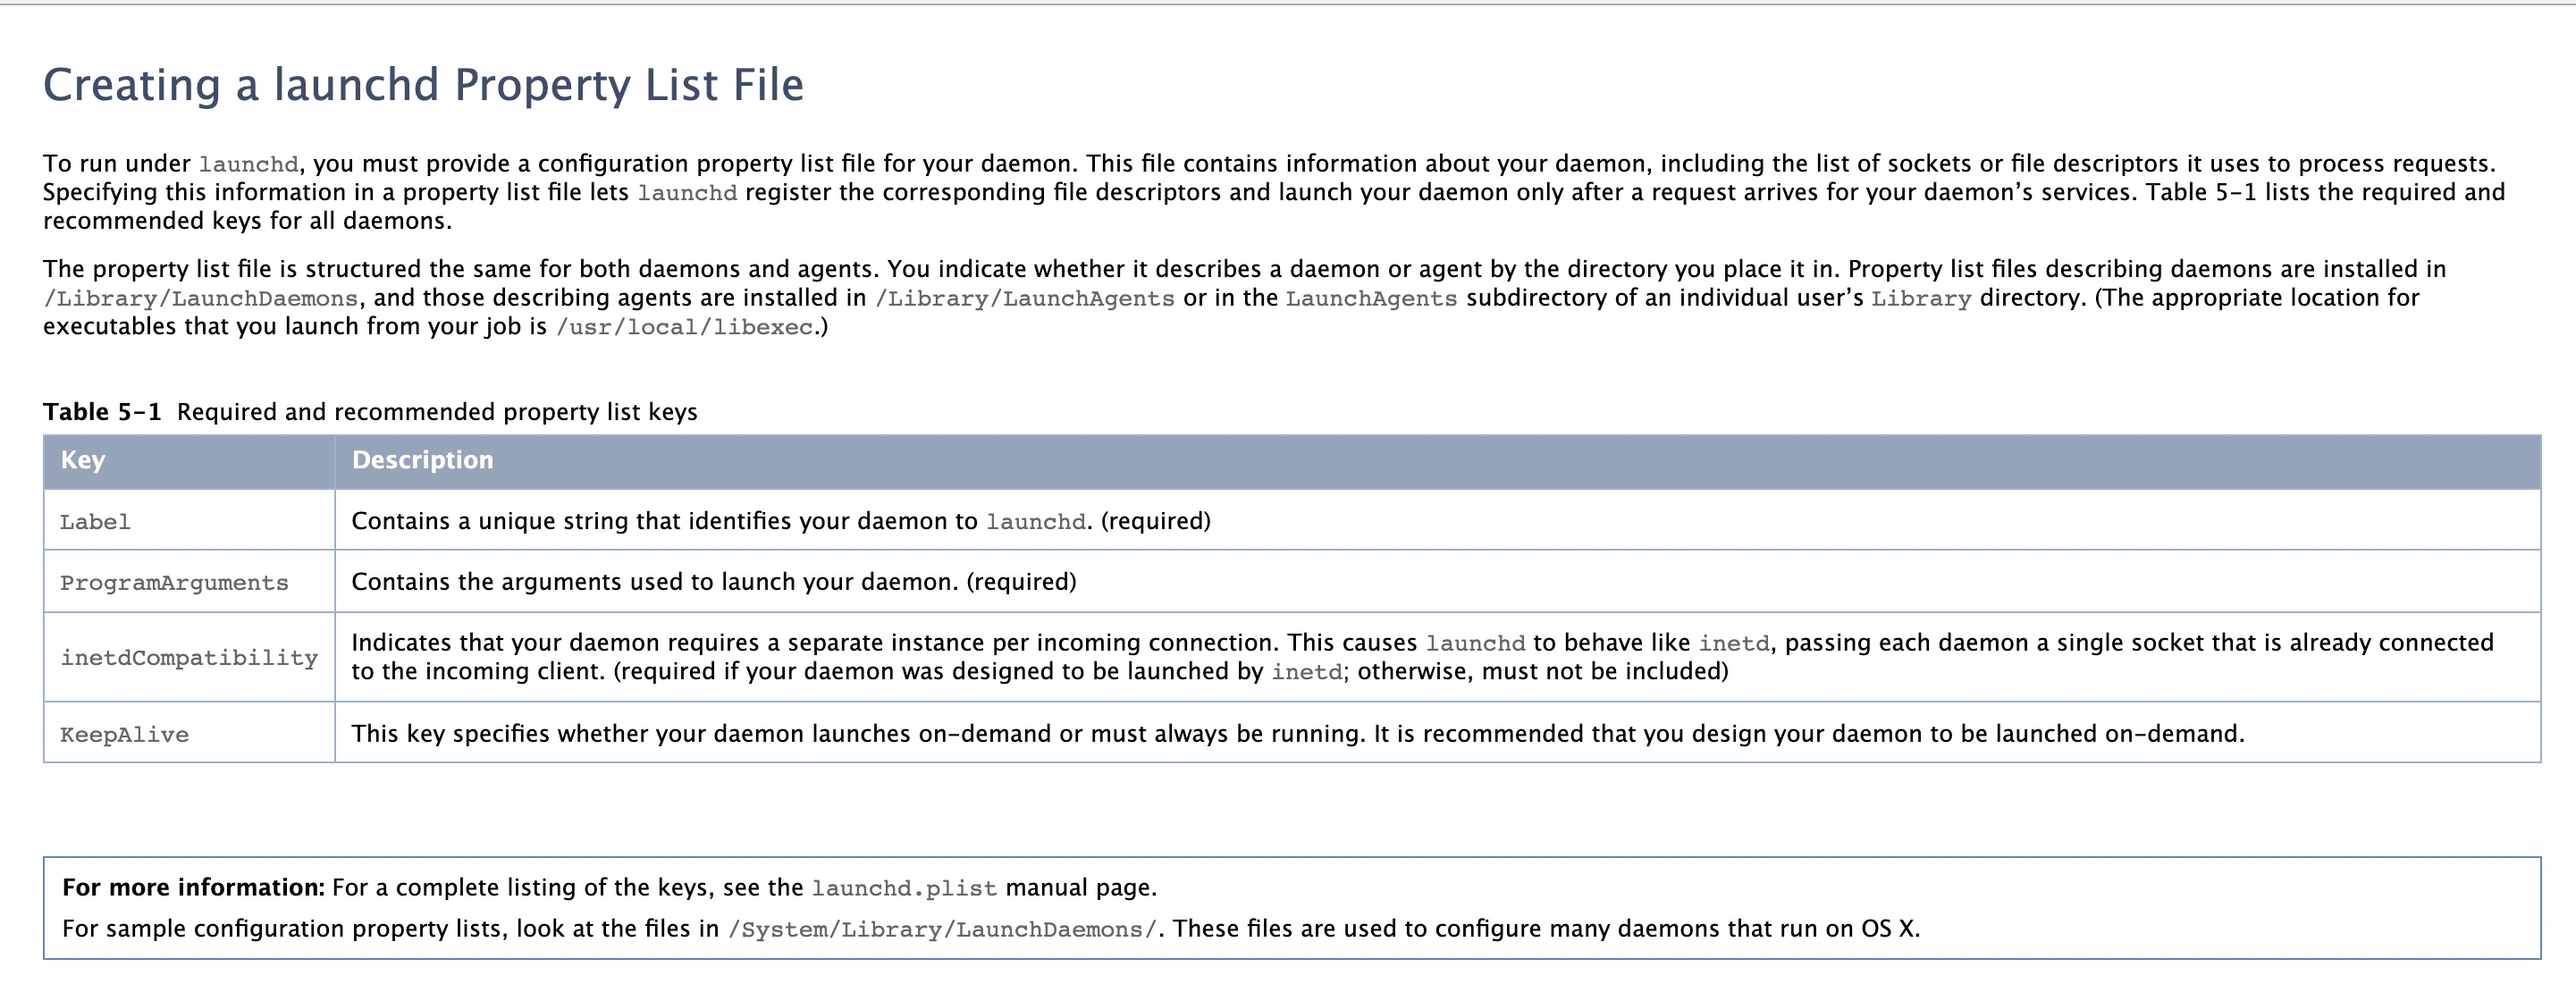 Creating a launchd Property List File
To run under launchd, you must provide a configuration property list file for your daemon. This file contains information about your daemon, including the list of sockets or file descriptors it uses to process requests.
Specifying this information in a property list file lets launchd register the corresponding file descriptors and launch your daemon only after a request arrives for your daemon’s services. Table 5-1 lists the required and
recommended keys for all daemons.
The property list file is structured the same for both daemons and agents. You indicate whether it describes a daemon or agent by the directory you place it in. Property list files describing daemons are installed in
/Library/LaunchDaemons, and those describing agents are installed in /Library/LaunchAgents or in the LaunchAgents subdirectory of an individual user’s Library directory. (The appropriate location for
executables that you launch from your job is /usr/local/libexec.)
Table 5-1 Required and recommended property list keys
Key Description
Label Contains a unique string that identifies your daemon to launchd. (required)
ProgramArguments Contains the arguments used to launch your daemon. (required)
inetdCompatibility Indicates that your daemon requires a separate instance per incoming connection. This causes launchd to behave like inetd, passing each daemon a single socket that is already connected
to the incoming client. (required if your daemon was designed to be launched by inetd; otherwise, must not be included)
KeepAlive This key specifies whether your daemon launches on-demand or must always be running. It is recommended that you design your daemon to be launched on-demand.
For more information: For a complete listing of the keys, see the launchd.plist manual page.
For sample configuration property lists, look at the files in /System/Library/LaunchDaemons/. These files are used to configure many daemons that run on OS X.